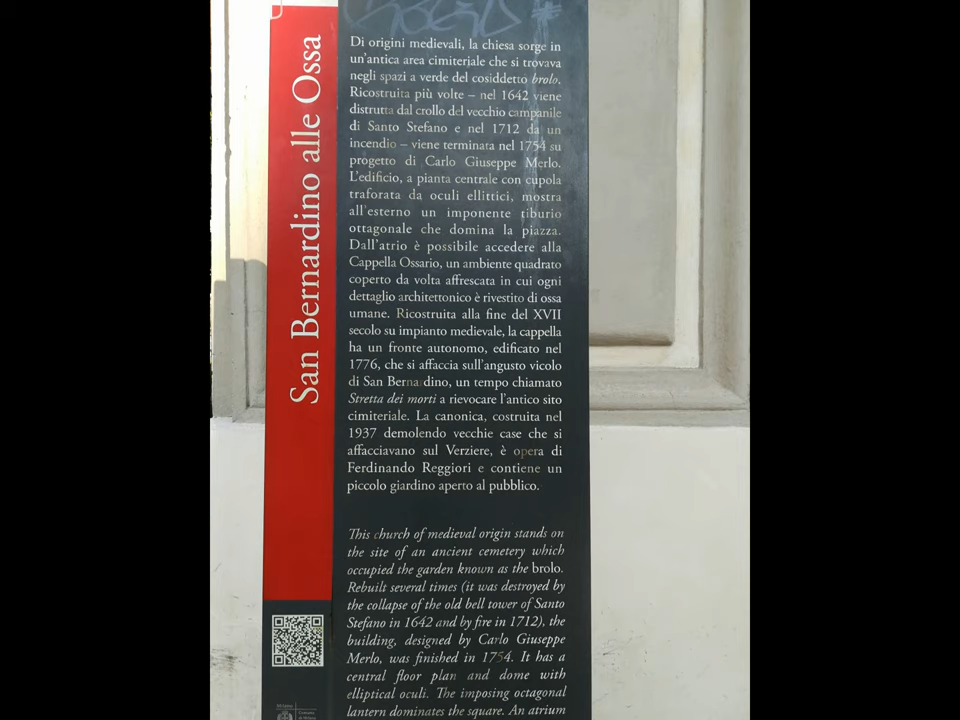 San Bernardino alle Ossa
Di origini medievali, la chiesa sorge in
un'antica area cimiteriale che si trovava
negli spazi a verde del cosiddetto brolo.
Ricostruita più volte – nel 1642 viene
distrutta dal crollo del vecchio campanile
di Santo Stefano e nel 1712 da un
incendio – viene terminata nel 1754 su
progetto di Carlo Giuseppe Merlo.
L'edificio, a pianta centrale con cupola
traforata da oculi ellittici, mostra
all'esterno un imponente tiburio
ottagonale che domina la piazza.
Dall'atrio è possibile accedere alla
Cappella Ossario, un ambiente quadrato
coperto da volta affrescata in cui ogni
dettaglio architettonico è rivestito di ossa
umane. Ricostruita alla fine del XVII
secolo su impianto medievale, la cappella
ha un fronte autonomo, edificato nel
1776, che si affaccia sull'angusto vicolo
di San Bernardino, un tempo chiamato
Stretta dei morti a rievocare l'antico sito
cimiteriale. La canonica, costruita nel
1937 demolendo vecchie case che si
affacciavano sul Verziere, è opera di
Ferdinando Reggiori e contiene un
piccolo giardino aperto al pubblico.
This church of medieval origin stands on
the site of an ancient cemetery which
occupied the garden known as the brolo.
Rebuilt several times (it was destroyed by
the collapse of the old bell tower of Santo
Stefano in 1642 and by fire in 1712), the
building, designed by Carlo Giuseppe
Merlo, was finished in 1754. It has a
central floor plan and dome with
elliptical oculi. The imposing octagonal
lantern dominates the square. An atrium
Milano
Comune
di Milano